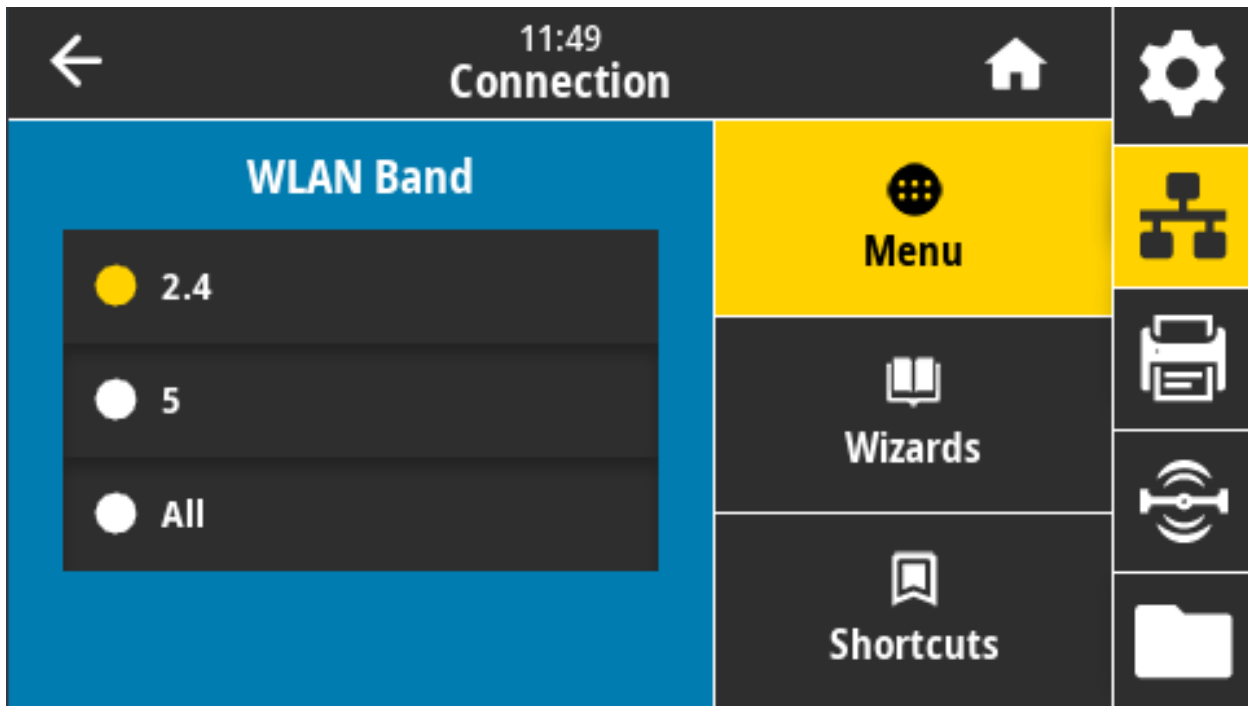 11:49
Connection
WLAN Band
2.4
5
All
Menu
Wizards
Shortcuts